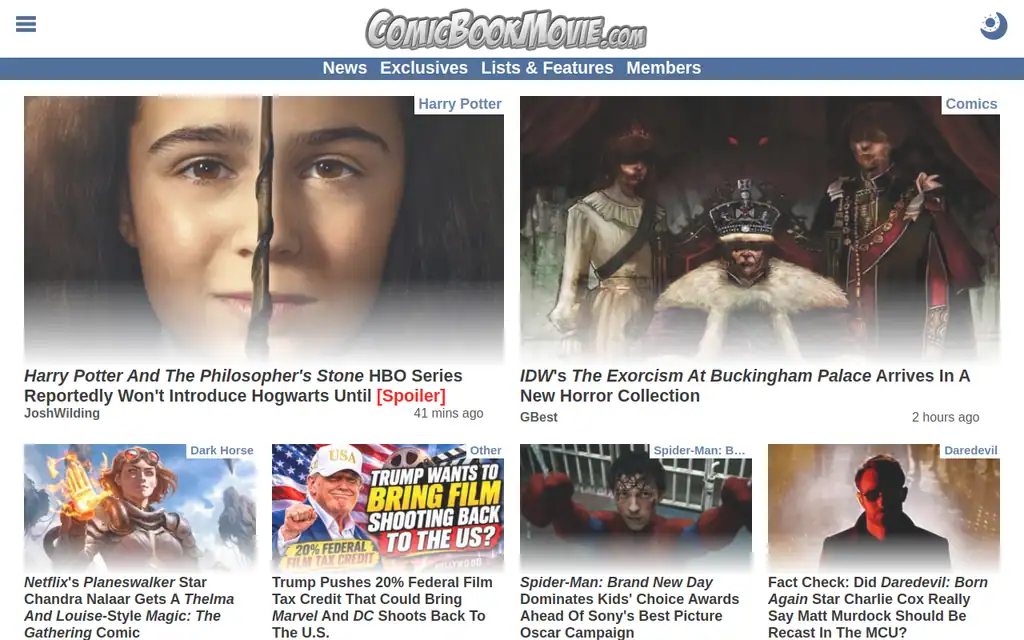 ComicBookMovie.com
News Exclusives Lists & Features Members
Harry Potter
Comics
Harry Potter And The Philosopher's Stone HBO Series
Reportedly Won't Introduce Hogwarts Until [Spoiler]
JoshWilding 41 mins ago
IDW's The Exorcism At Buckingham Palace Arrives In A
New Horror Collection
GBest 2 hours ago
Dark Horse
Netflix's Planeswalker Star
Chandra Nalaar Gets A Thelma
And Louise-Style Magic: The
Gathering Comic
Other
USA
TRUMP WANTS TO
BRING FILM
SHOOTING BACK
TO THE US?
20% FEDERAL
FILM TAX CREDIT
Trump Pushes 20% Federal Film
Tax Credit That Could Bring
Marvel And DC Shoots Back To
The U.S.
Spider-Man: B...
Spider-Man: Brand New Day
Dominates Kids' Choice Awards
Ahead Of Sony's Best Picture
Oscar Campaign
Daredevil
Fact Check: Did Daredevil: Born
Again Star Charlie Cox Really
Say Matt Murdock Should Be
Recast In The MCU?